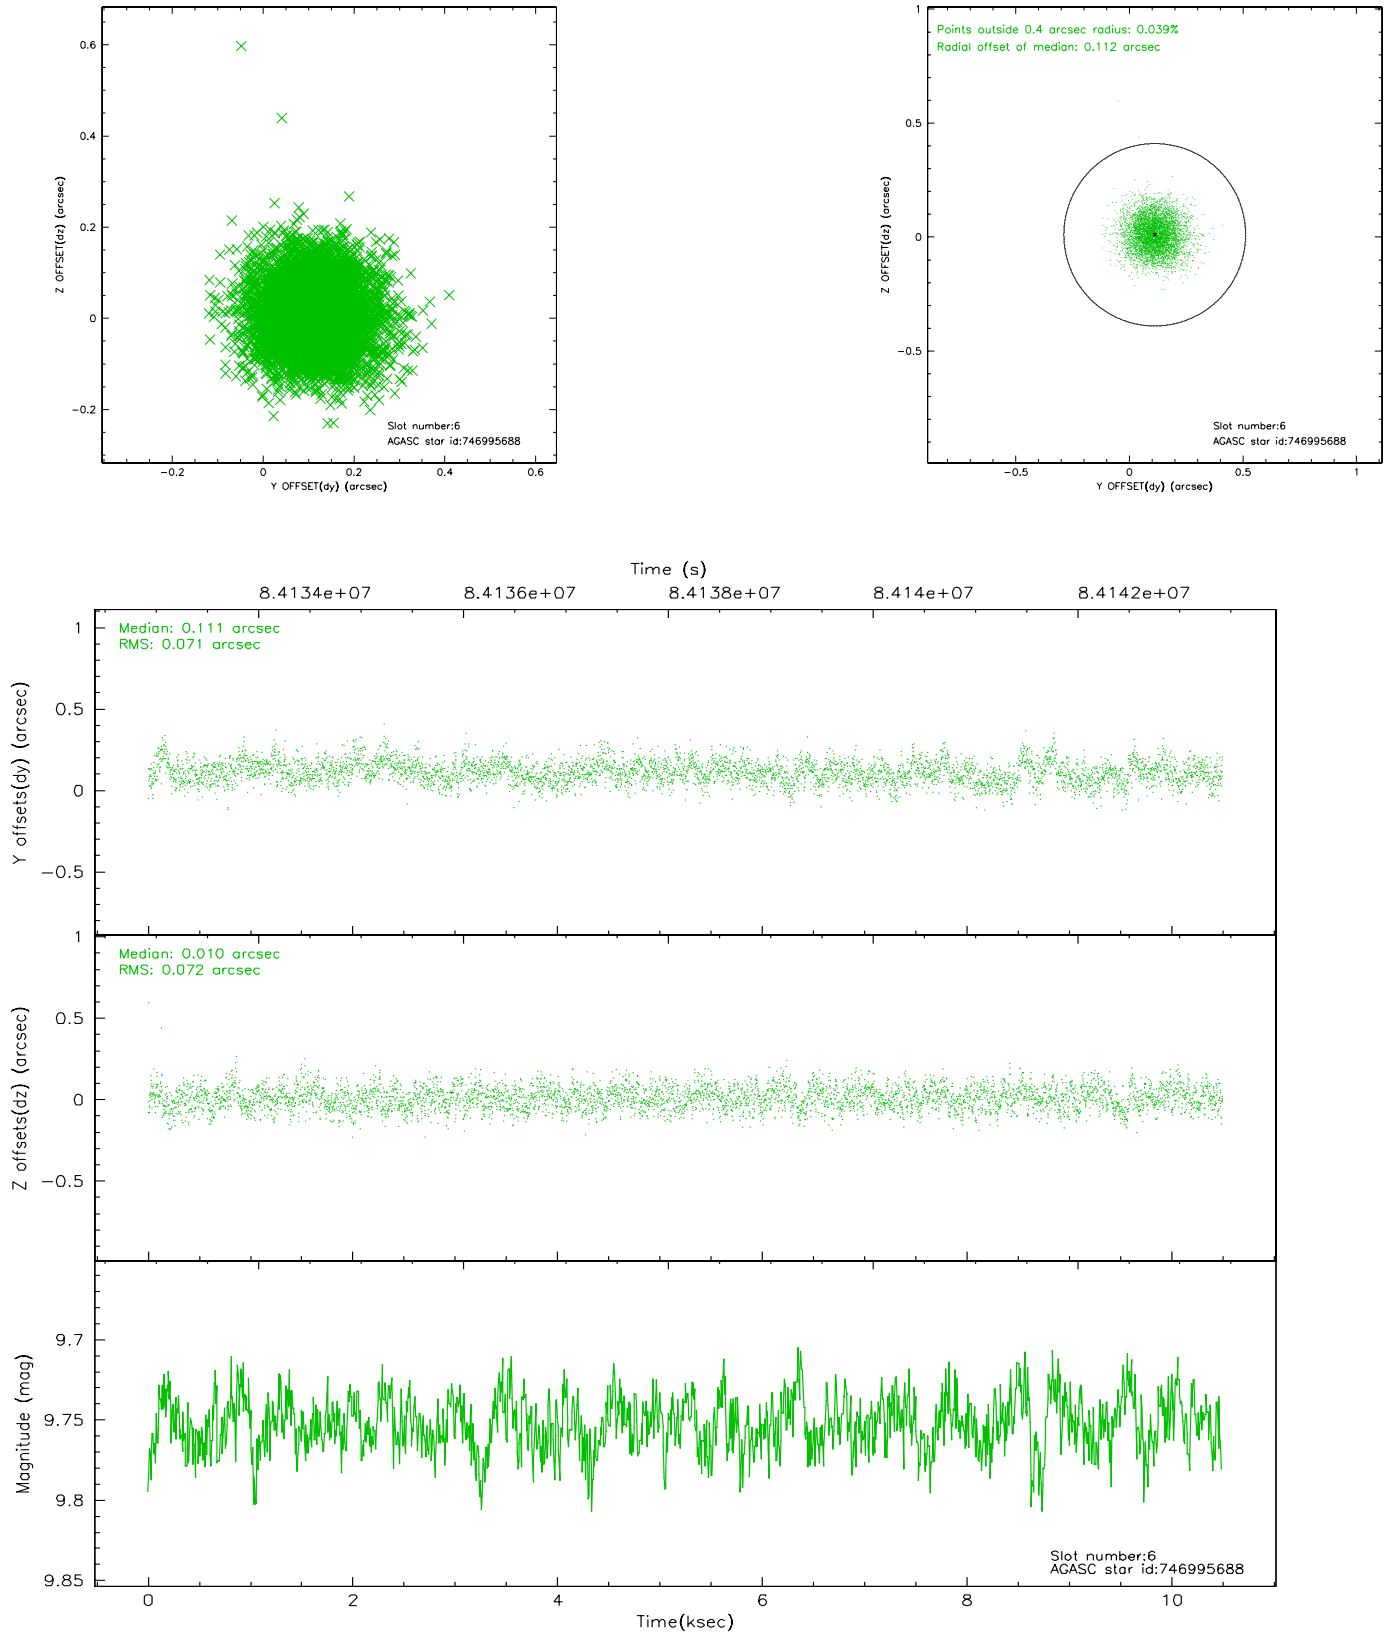 0.6
0.4
0.2
0
−0.2
Z OFFSET(dz) (arcsec)
Slot number:6
AGASC star id:746995688
−0.2 0 0.2 0.4 0.6
Y OFFSET(dy) (arcsec)
Points outside 0.4 arcsec radius: 0.039%
Radial offset of median: 0.112 arcsec
1
0.5
0
−0.5
Z OFFSET(dz) (arcsec)
Slot number:6
AGASC star id:746995688
−0.5 0 0.5 1
Y OFFSET(dy) (arcsec)
Time (s)
8.4134e+07 8.4136e+07 8.4138e+07 8.414e+07 8.4142e+07
Median: 0.111 arcsec
RMS: 0.071 arcsec
1
0.5
0
−0.5
Y offsets(dy) (arcsec)
Median: 0.010 arcsec
RMS: 0.072 arcsec
1
0.5
0
−0.5
Z offsets(dz) (arcsec)
9.7
9.75
9.8
9.85
Magnitude (mag)
Slot number:6
AGASC star id:746995688
0 2 4 6 8 10
Time(ksec)